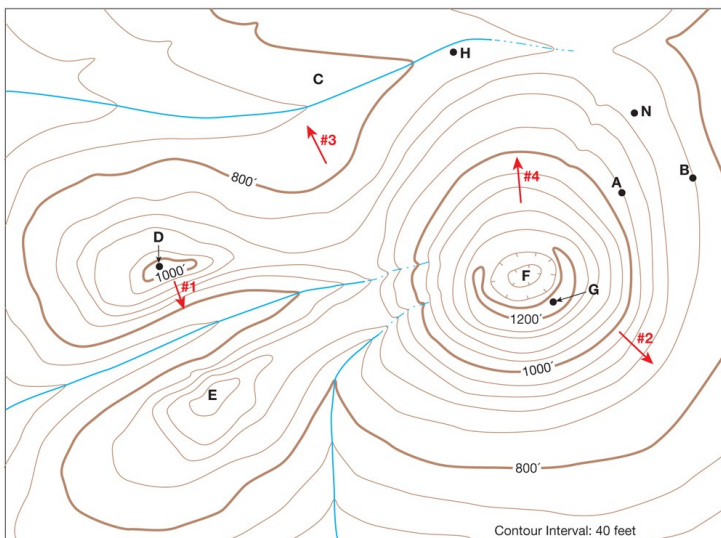 H
C
N
#3
800´
#4
B
A
D
F
1000´
#1
G
1200´
#2
1000´
E
800´
Contour Interval: 40 feet